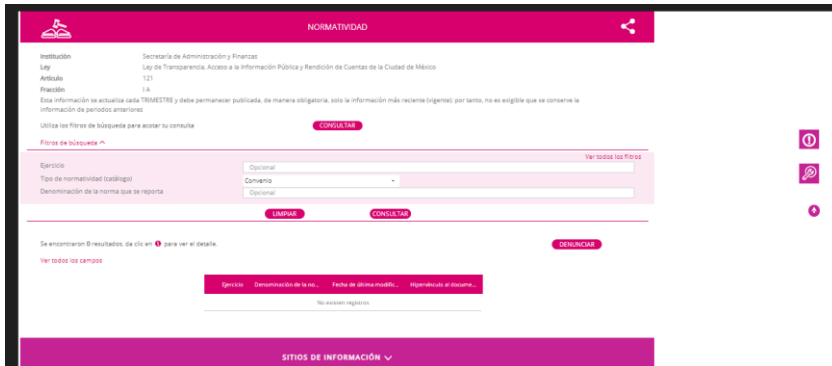 NORMATIVIDAD
Institución Secretaría de Administración y Finanzas
Ley Ley de Transparencia, Acceso a la Información Pública y Rendición de Cuentas de la Ciudad de México
Artículo 121
Fracción I A
Esta información se actualiza cada TRIMESTRE y debe permanecer publicada, de manera obligatoria, solo la información más reciente (vigente); por tanto, no es exigible que se conserve la
información de periodos anteriores
Utiliza los filtros de búsqueda para acotar tu consulta CONSULTAR
Filtros de búsqueda
Ver todos los filtros
Ejercicio Opcional
Tipo de normatividad (catálogo) Convenio
Denominación de la norma que se reporta Opcional
LIMPIAR CONSULTAR
Se encontraron 0 resultados, da clic en para ver el detalle. DENUNCIAR
Ver todos los campos
Ejercicio Denominación de la no... Fecha de última modific... Hipervínculo al docume...
No existen registros
SITIOS DE INFORMACIÓN